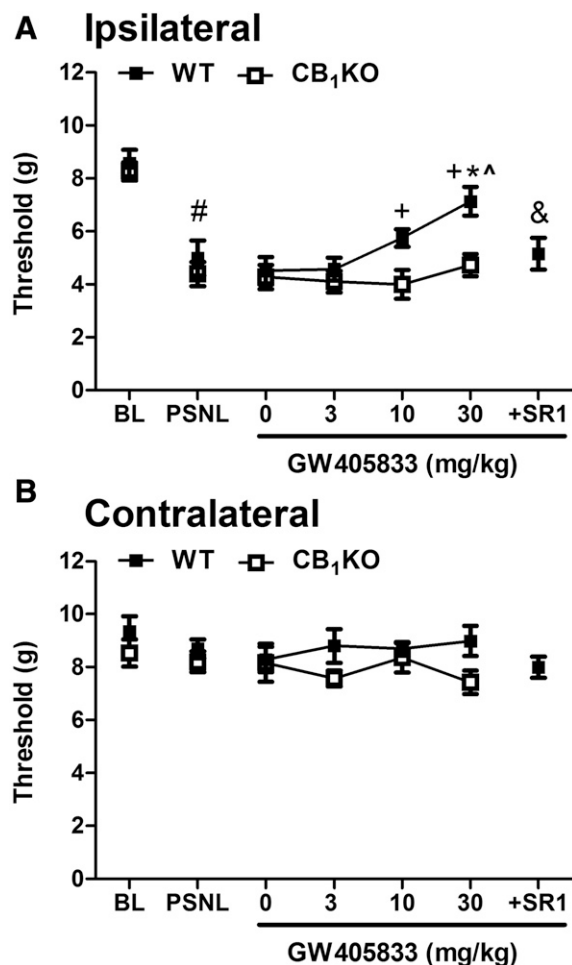 A Ipsilateral
WT CB₁KO
12
10
8
6
4
2
0
Threshold (g)
#
+
+*^
&
BL PSNL 0 3 10 30 +SR1
GW405833 (mg/kg)
B Contralateral
WT CB₁KO
12
10
8
6
4
2
0
Threshold (g)
BL PSNL 0 3 10 30 +SR1
GW405833 (mg/kg)